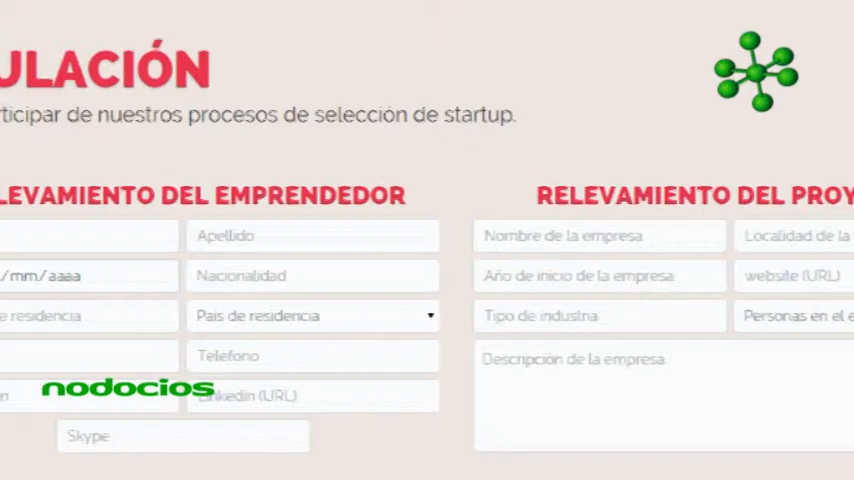 ULACIÓN
ticipar de nuestros procesos de selección de startup.
LEVAMIENTO DEL EMPRENDEDOR
Apellido
/mm/aaaa
Nacionalidad
e residencia
País de residencia
Teléfono
n
Linkedin (URL)
Skype
RELEVAMIENTO DEL PROY
Nombre de la empresa
Localidad de la
Año de inicio de la empresa
website (URL)
Tipo de industria
Personas en el e
Descripción de la empresa
nodocios